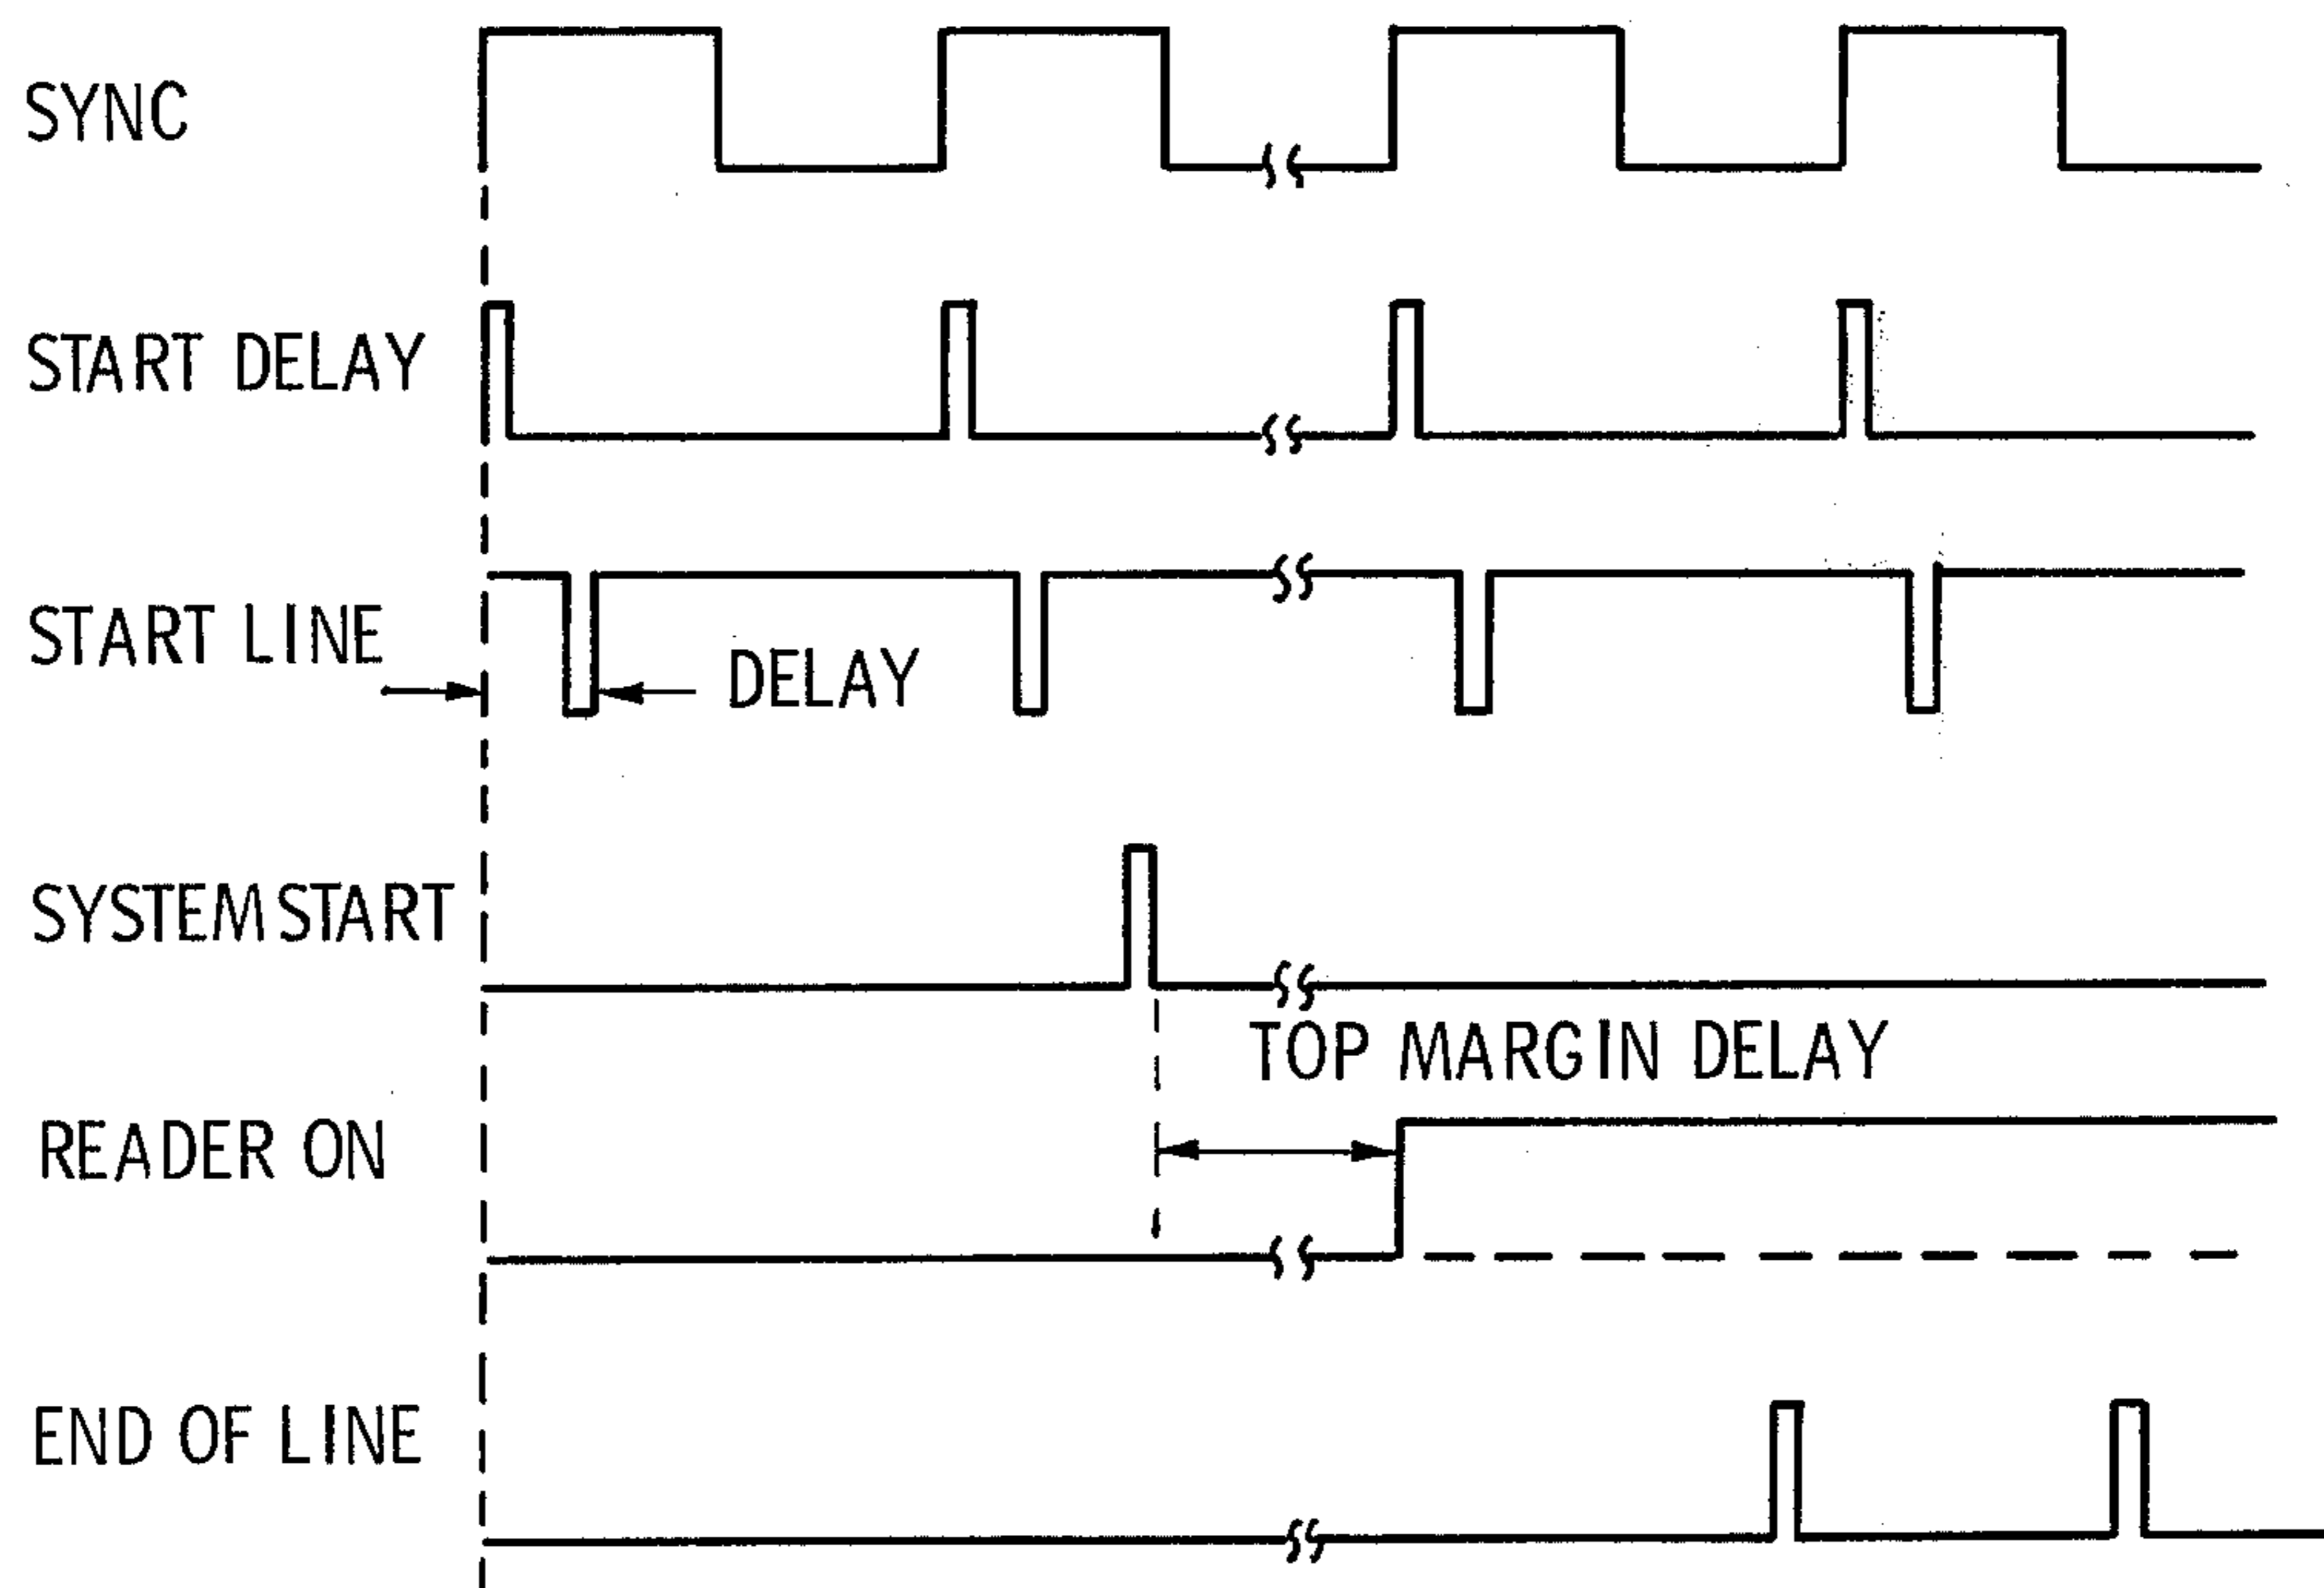 SYNC
START DELAY
START LINE
DELAY
SYSTEM START
TOP MARGIN DELAY
READER ON
END OF LINE